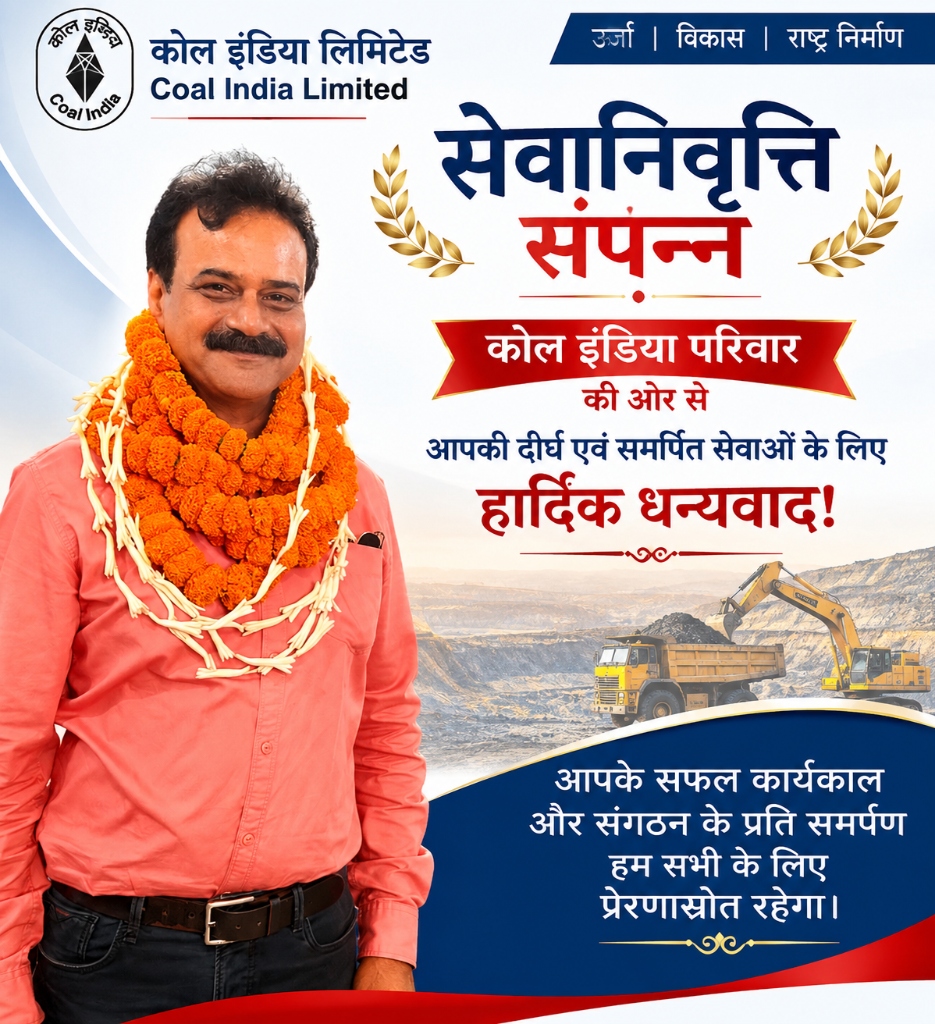 कोल इंडिया
Coal India
कोल इंडिया लिमिटेड
Coal India Limited
ऊर्जा | विकास | राष्ट्र निर्माण
सेवानिवृत्ति
संपन्न
कोल इंडिया परिवार
की ओर से
आपकी दीर्घ एवं समर्पित सेवाओं के लिए
हार्दिक धन्यवाद!
आपके सफल कार्यकाल
और संगठन के प्रति समर्पण
हम सभी के लिए
प्रेरणास्रोत रहेगा।